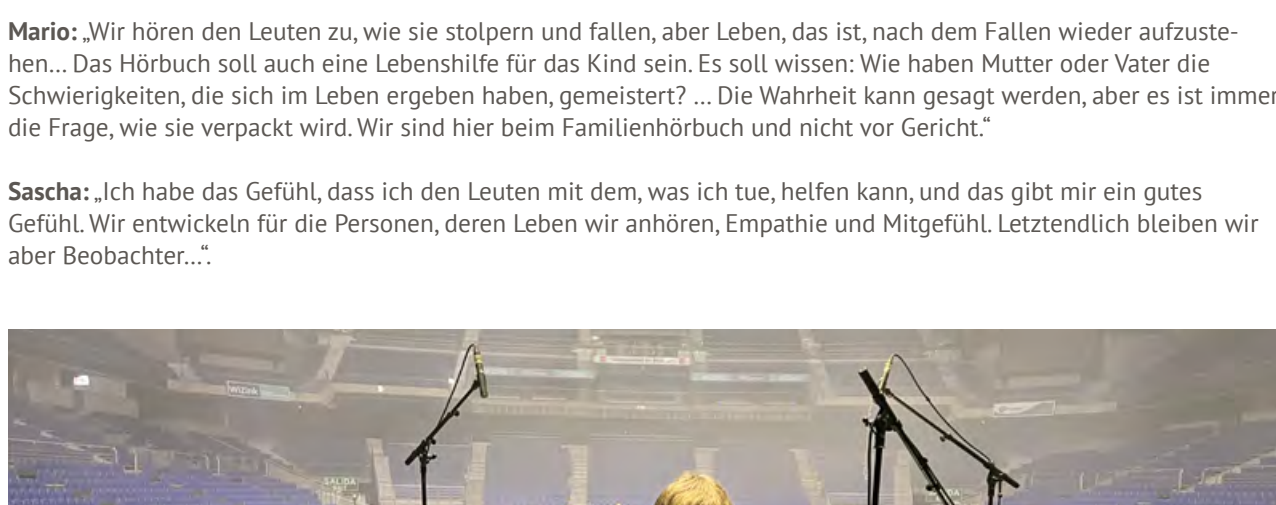 Mario: „Wir hören den Leuten zu, wie sie stolpern und fallen, aber Leben, das ist, nach dem Fallen wieder aufzuste-
hen... Das Hörbuch soll auch eine Lebenshilfe für das Kind sein. Es soll wissen: Wie haben Mutter oder Vater die
Schwierigkeiten, die sich im Leben ergeben haben, gemeistert? ... Die Wahrheit kann gesagt werden, aber es ist immer
die Frage, wie sie verpackt wird. Wir sind hier beim Familienhörbuch und nicht vor Gericht.“
Sascha: „Ich habe das Gefühl, dass ich den Leuten mit dem, was ich tue, helfen kann, und das gibt mir ein gutes
Gefühl. Wir entwickeln für die Personen, deren Leben wir anhören, Empathie und Mitgefühl. Letztendlich bleiben wir
aber Beobachter...“.
WiZink
SALIDA